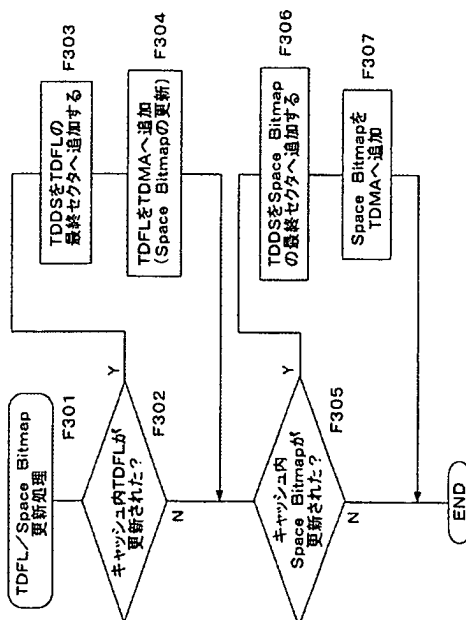 TDFL／Space Bitmap
更新処理
F301
キャッシュ内TDFLが
更新された？
F302
Y
N
TDDSをTDFLの
最終セクタへ追加する
F303
TDFLをTDMAへ追加
(Space Bitmapの更新)
F304
キャッシュ内
Space Bitmapが
更新された？
F305
Y
N
TDDSをSpace Bitmap
の最終セクタへ追加する
F306
Space Bitmapを
TDMAへ追加
F307
END